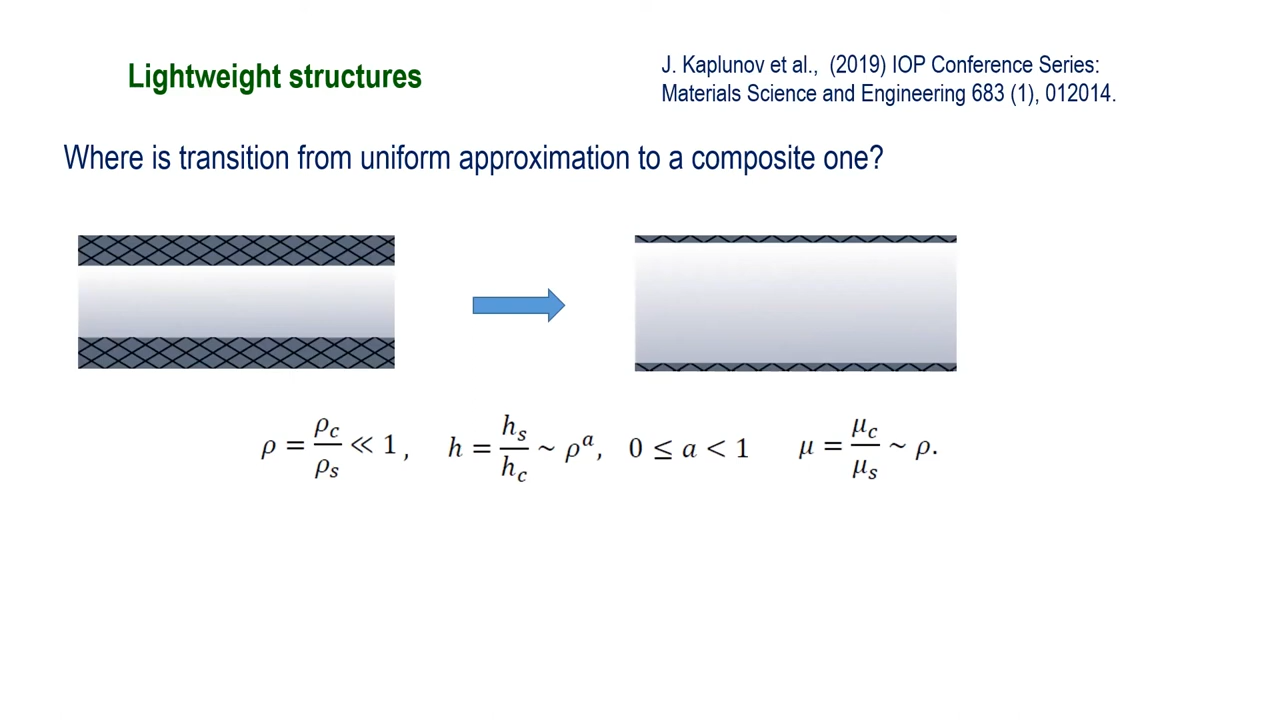 Lightweight structures
J. Kaplunov et al.,  (2019) IOP Conference Series:
Materials Science and Engineering 683 (1), 012014.
Where is transition from uniform approximation to a composite one?
ρ = ρc/ρs ≪ 1,   h = hs/hc ~ ρ^a,   0 ≤ a < 1   μ = μc/μs ~ ρ.